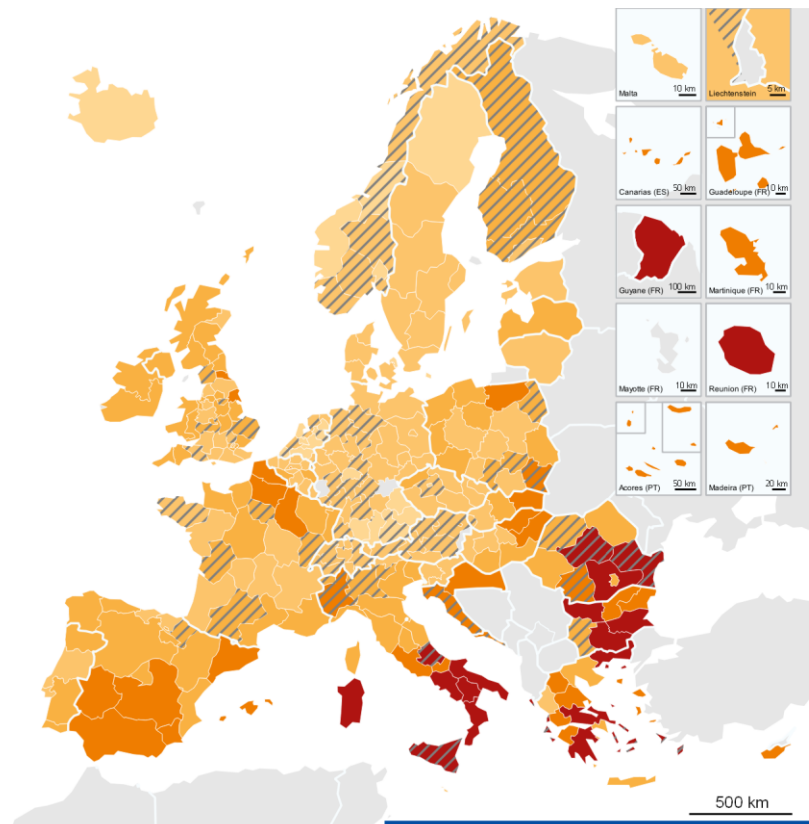 Malta
10 km
Liechtenstein
5 km
Canarias (ES)
50 km
Guadeloupe (FR)
0 km
Guyane (FR)
100 km
Martinique (FR)
10 km
Mayotte (FR)
10 km
Reunion (FR)
10 km
Acores (PT)
50 km
Madeira (PT)
20 km
500 km